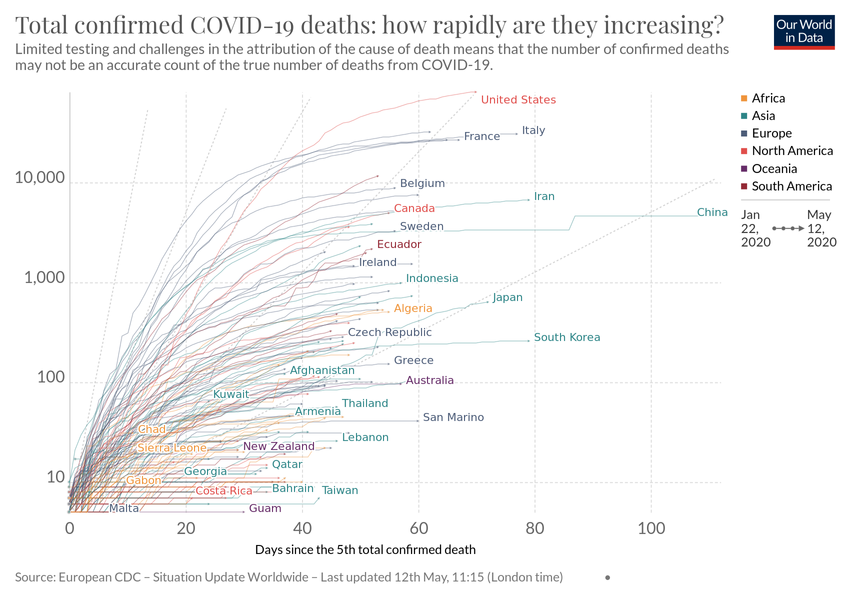 Total confirmed COVID-19 deaths: how rapidly are they increasing?
Limited testing and challenges in the attribution of the cause of death means that the number of confirmed deaths
may not be an accurate count of the true number of deaths from COVID-19.
Our World
in Data
United States
Italy
France
10,000
Belgium
Iran
Canada
China
Sweden
Ecuador
Ireland
1,000
Indonesia
Japan
Algeria
Czech Republic
South Korea
Greece
Afghanistan
100
Australia
Kuwait
Thailand
Armenia
San Marino
Chad
Lebanon
Sierra Leone
New Zealand
Qatar
Georgia
10
Gabon
Costa Rica
Bahrain
Taiwan
Malta
Guam
0
20
40
60
80
100
Days since the 5th total confirmed death
Africa
Asia
Europe
North America
Oceania
South America
Jan
22,
2020
May
12,
2020
Source: European CDC – Situation Update Worldwide – Last updated 12th May, 11:15 (London time)